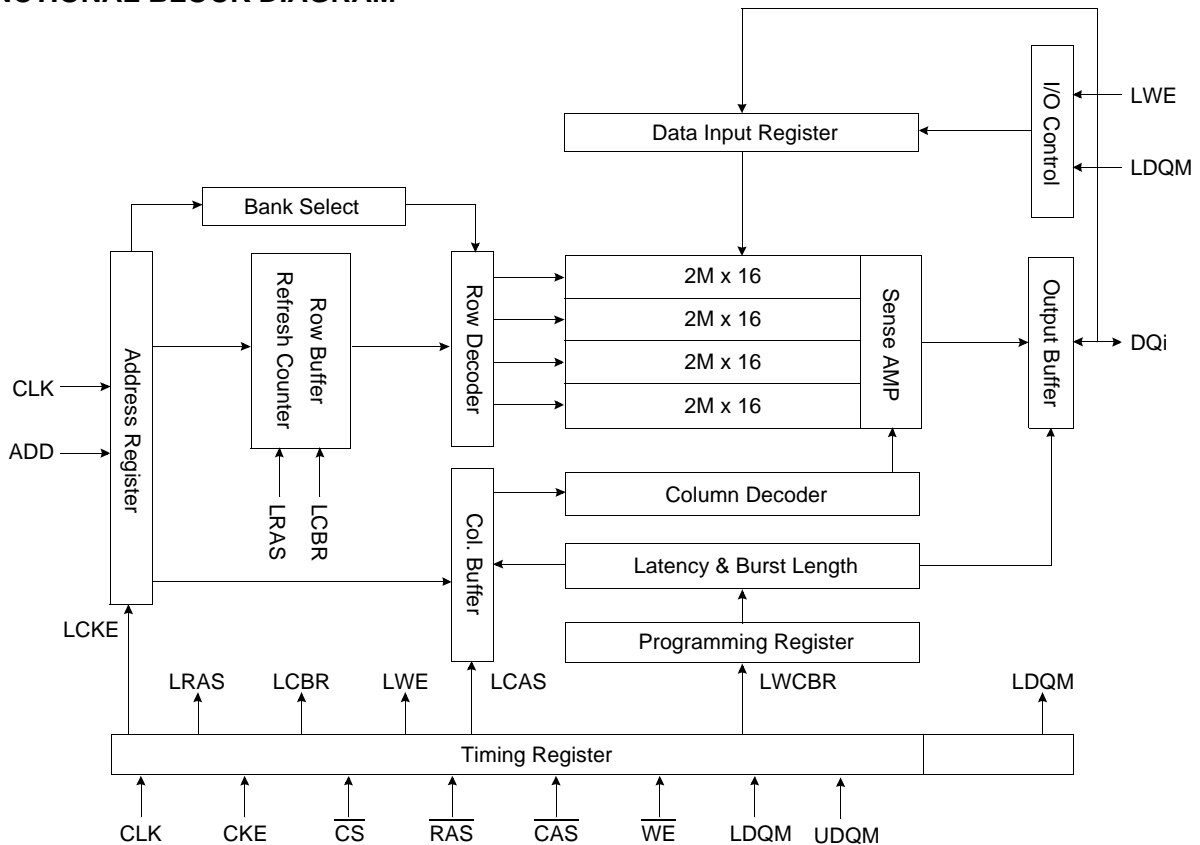 LWE
I/O Control
Data Input Register
LDQM
Bank Select
2M x 16
2M x 16
2M x 16
2M x 16
Sense AMP
Output Buffer
DQi
Row Decoder
Row Buffer
Refresh Counter
Address Register
CLK
ADD
LRAS
LCBR
Col. Buffer
Column Decoder
Latency & Burst Length
Programming Register
LCKE
LRAS
LCBR
LWE
LCAS
LWCBR
LDQM
Timing Register
CLK
CKE
CS
RAS
CAS
WE
LDQM
UDQM